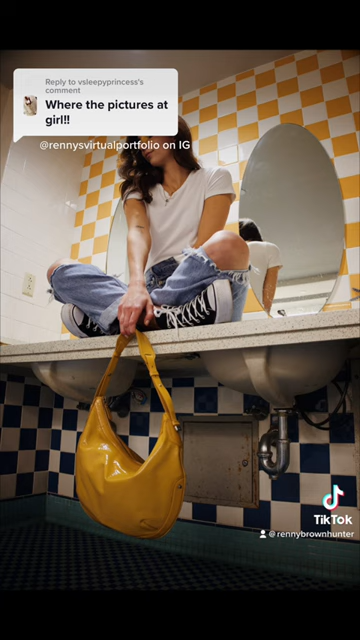 Reply to vsleepyprincess's
comment
Where the pictures at
girl!!
@rennysvirtualportfolio on IG
TikTok
@rennybrownhunter